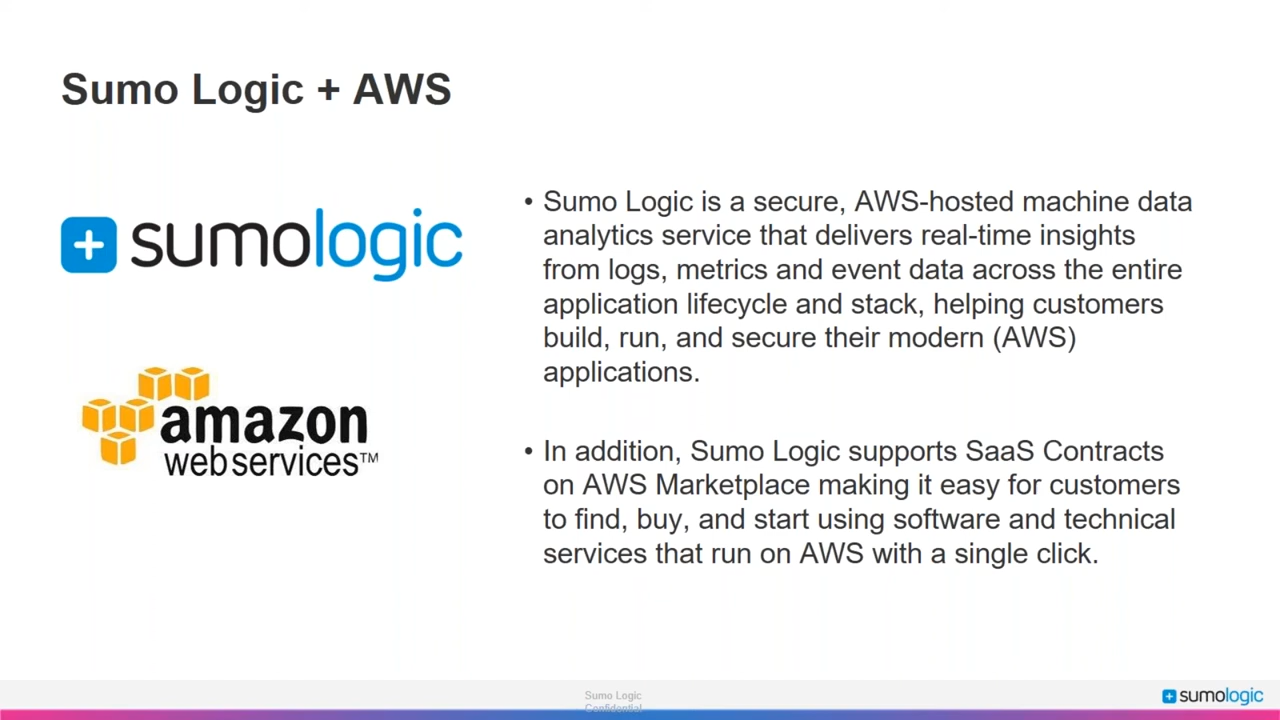 Sumo Logic + AWS
sumologic
amazon
webservices™
• Sumo Logic is a secure, AWS-hosted machine data
analytics service that delivers real-time insights
from logs, metrics and event data across the entire
application lifecycle and stack, helping customers
build, run, and secure their modern (AWS)
applications.
• In addition, Sumo Logic supports SaaS Contracts
on AWS Marketplace making it easy for customers
to find, buy, and start using software and technical
services that run on AWS with a single click.
Sumo Logic
Confidential
sumologic